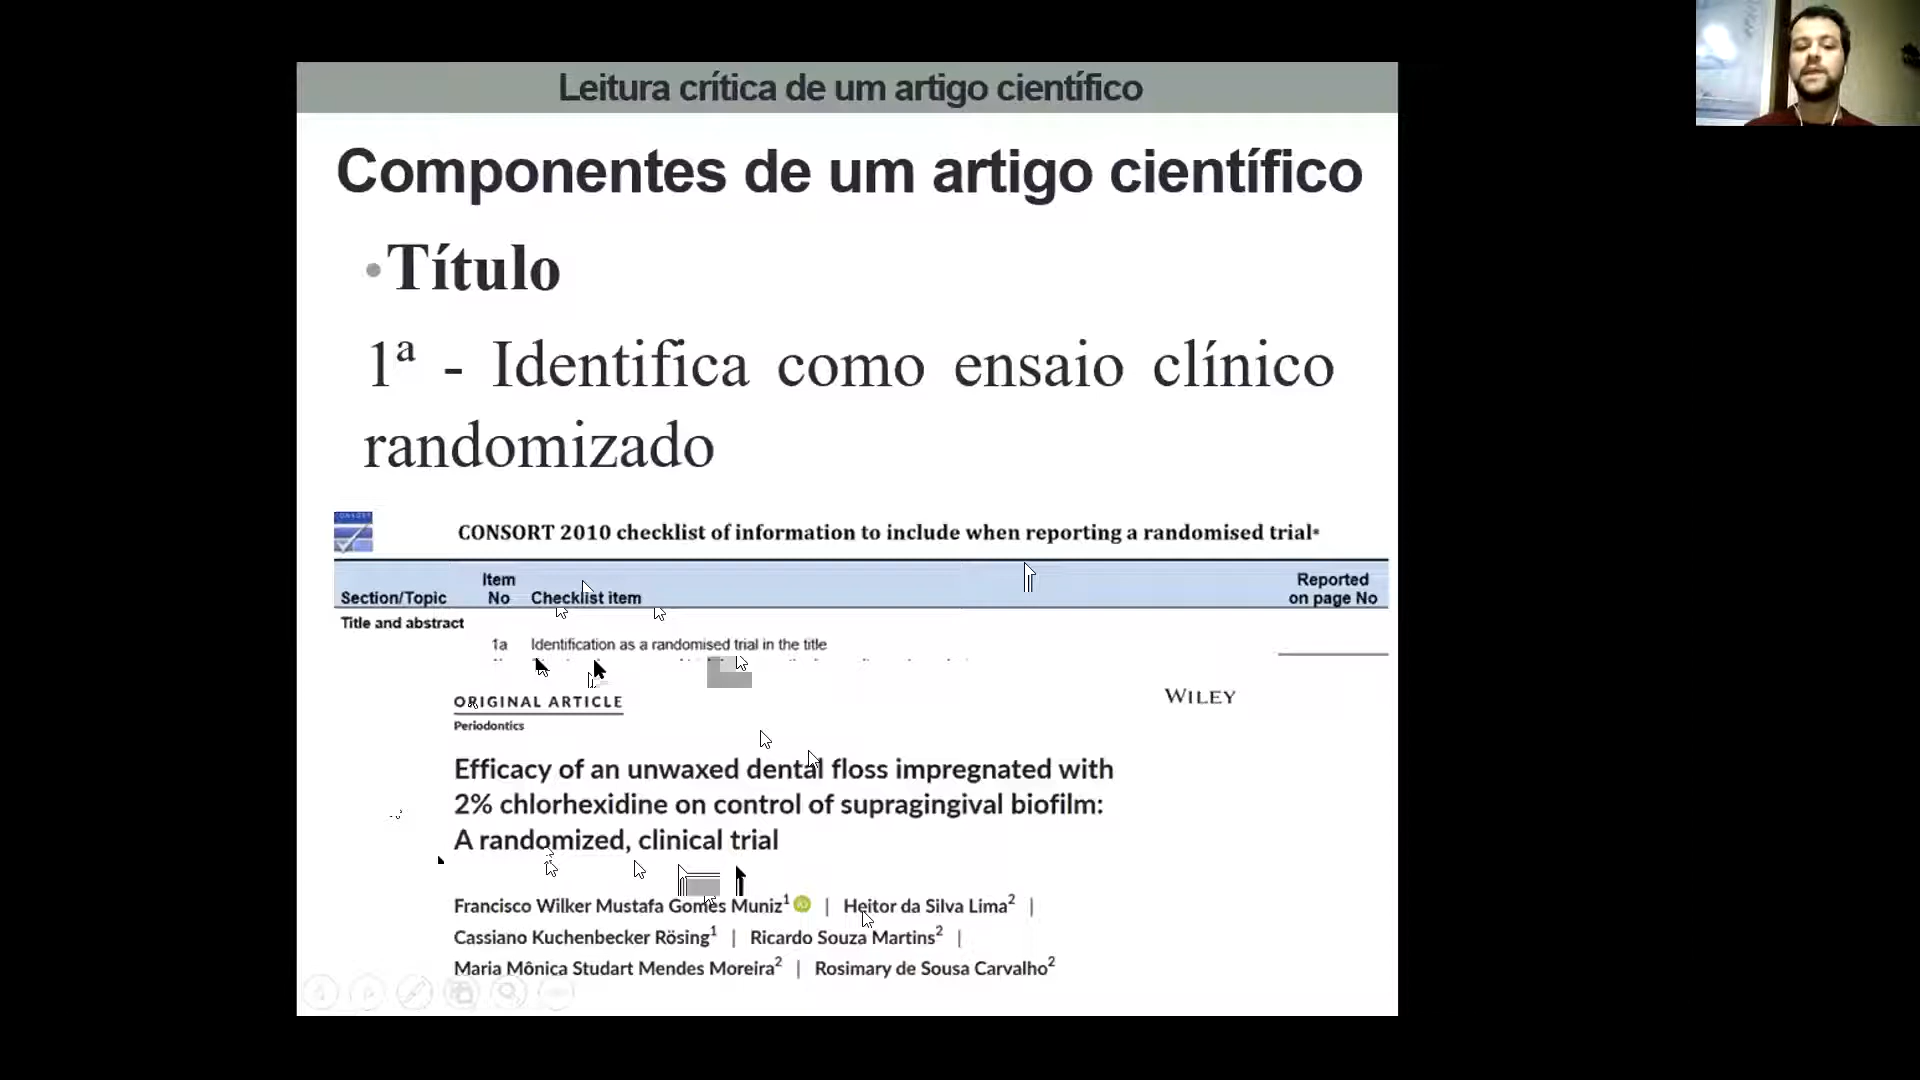 Leitura crítica de um artigo científico
Componentes de um artigo científico
•Título
1ª - Identifica como ensaio clínico
randomizado
CONSORT
CONSORT 2010 checklist of information to include when reporting a randomised trial*
Section/Topic Item No Checklist item Reported on page No
Title and abstract
1a Identification as a randomised trial in the title
ORIGINAL ARTICLE
WILEY
Periodontics
Efficacy of an unwaxed dental floss impregnated with
2% chlorhexidine on control of supragingival biofilm:
A randomized, clinical trial
Francisco Wilker Mustafa Gomes Muniz1 iD | Heitor da Silva Lima2 |
Cassiano Kuchenbecker Rösing1 | Ricardo Souza Martins2 |
Maria Mônica Studart Mendes Moreira2 | Rosimary de Sousa Carvalho2